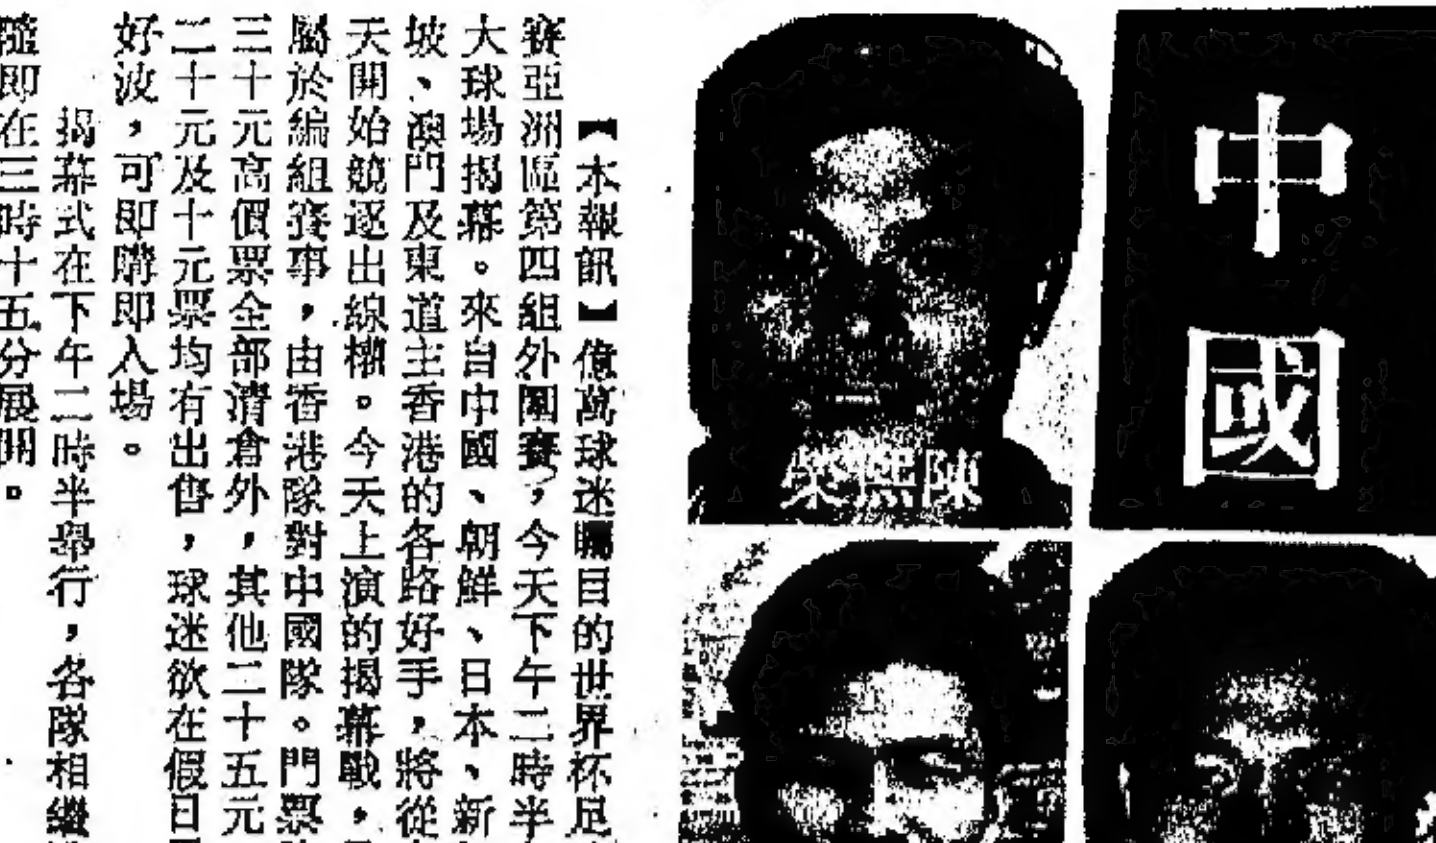 【本報訊】億萬球迷矚目的世界杯足
賽亞洲區第四組外圍賽，今天下午二時半
大球場揭幕。來自中國、朝鮮、日本、新
坡、澳門及東道主香港的各路好手，將從
天開始競逐出線權。今天上演的揭幕戰，
屬於編組賽事，由香港隊對中國隊。門票
三十元高價票全部清倉外，其他二十五元
二十元及十元票均有出售，球迷欲在假日
好波，可即購即入場。
揭幕式在下午二時半舉行，各隊相繼
隨即在三時十五分展開。
中國
陳熙榮